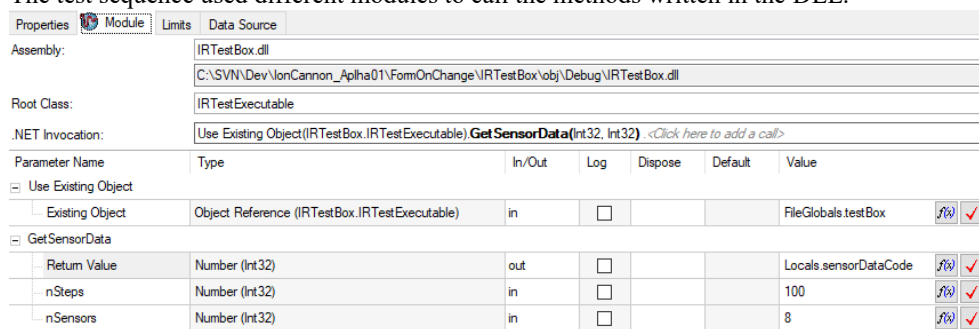 The test sequence used different modules to call the methods written in the DLL.
Properties Module Limits Data Source
Assembly: IRTestBox.dll
C:\SVN\Dev\IonCannon_Aplha01\FormOnChange\IRTestBox\obj\Debug\IRTestBox.dll
Root Class: IRTestExecutable
.NET Invocation: Use Existing Object(IRTestBox.IRTestExecutable).GetSensorData(Int32, Int32) .<Click here to add a call>
Parameter Name Type In/Out Log Dispose Default Value
Use Existing Object
Existing Object Object Reference (IRTestBox.IRTestExecutable) in FileGlobals.testBox f(x)
GetSensorData
Return Value Number (Int32) out Locals.sensorDataCode f(x)
nSteps Number (Int32) in 100 f(x)
nSensors Number (Int32) in 8 f(x)